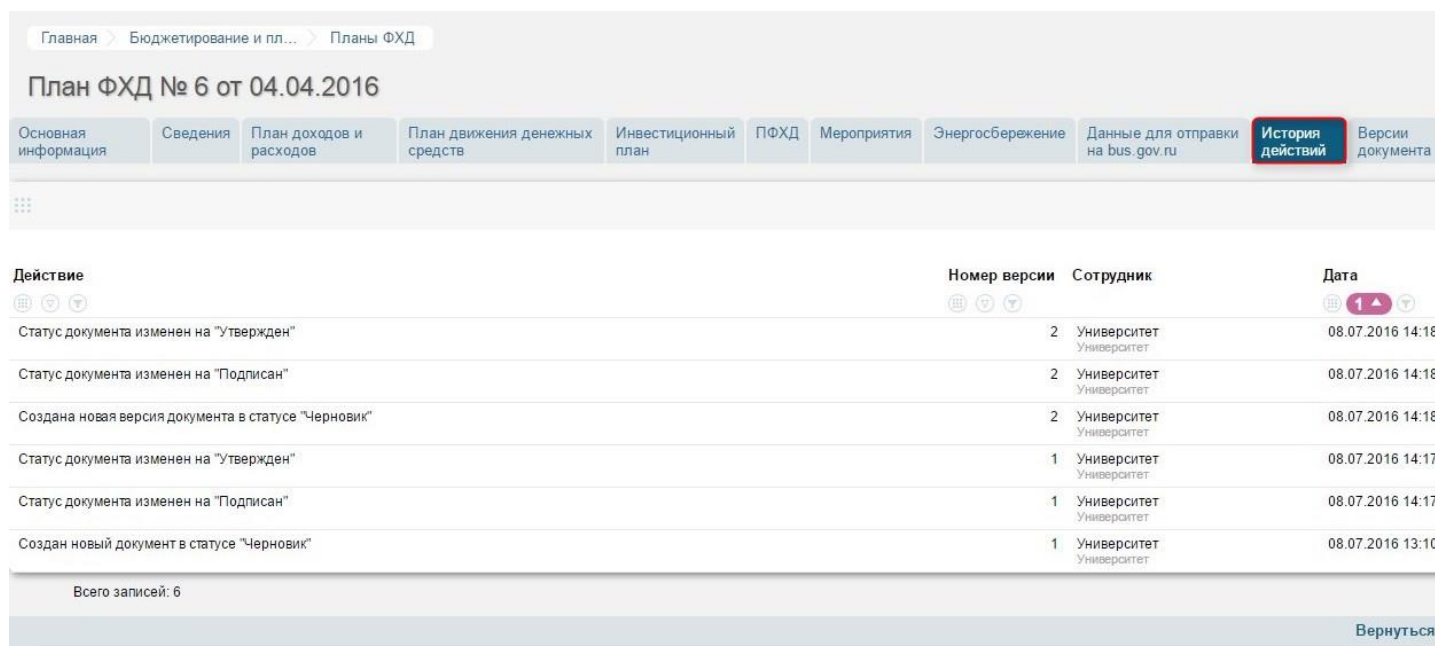 Главная Бюджетирование и пл... Планы ФХД
План ФХД № 6 от 04.04.2016
Основная информация Сведения План доходов и расходов План движения денежных средств Инвестиционный план ПФХД Мероприятия Энергосбережение Данные для отправки на bus.gov.ru История действий Версии документа
Действие Номер версии Сотрудник Дата
1
Статус документа изменен на "Утвержден" 2 Университет 08.07.2016 14:18
Университет
Статус документа изменен на "Подписан" 2 Университет 08.07.2016 14:18
Университет
Создана новая версия документа в статусе "Черновик" 2 Университет 08.07.2016 14:18
Университет
Статус документа изменен на "Утвержден" 1 Университет 08.07.2016 14:17
Университет
Статус документа изменен на "Подписан" 1 Университет 08.07.2016 14:17
Университет
Создан новый документ в статусе "Черновик" 1 Университет 08.07.2016 13:10
Университет
Всего записей: 6
Вернуться